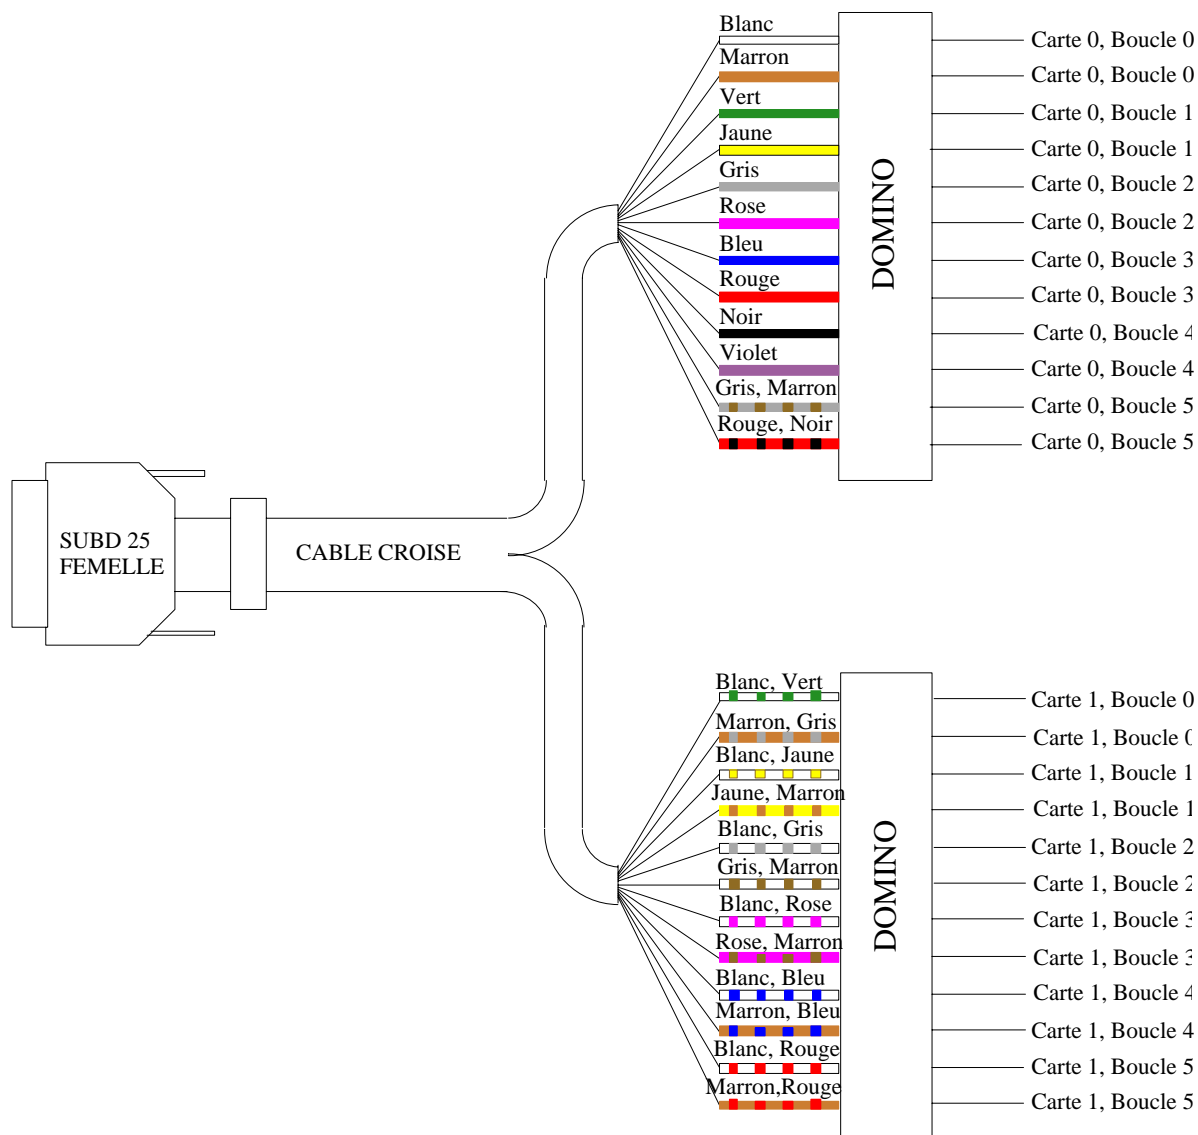 Blanc
Carte 0, Boucle 0
Marron
Carte 0, Boucle 0
Vert
Carte 0, Boucle 1
Jaune
Carte 0, Boucle 1
Gris
Carte 0, Boucle 2
Rose
Carte 0, Boucle 2
Bleu
Carte 0, Boucle 3
Rouge
Carte 0, Boucle 3
Noir
Carte 0, Boucle 4
Violet
Carte 0, Boucle 4
Gris, Marron
Carte 0, Boucle 5
Rouge, Noir
Carte 0, Boucle 5
DOMINO
SUBD 25
FEMELLE
CABLE CROISE
Blanc, Vert
Carte 1, Boucle 0
Marron, Gris
Carte 1, Boucle 0
Blanc, Jaune
Carte 1, Boucle 1
Jaune, Marron
Carte 1, Boucle 1
Blanc, Gris
Carte 1, Boucle 2
Gris, Marron
Carte 1, Boucle 2
Blanc, Rose
Carte 1, Boucle 3
Rose, Marron
Carte 1, Boucle 3
Blanc, Bleu
Carte 1, Boucle 4
Marron, Bleu
Carte 1, Boucle 4
Blanc, Rouge
Carte 1, Boucle 5
Marron,Rouge
Carte 1, Boucle 5
DOMINO